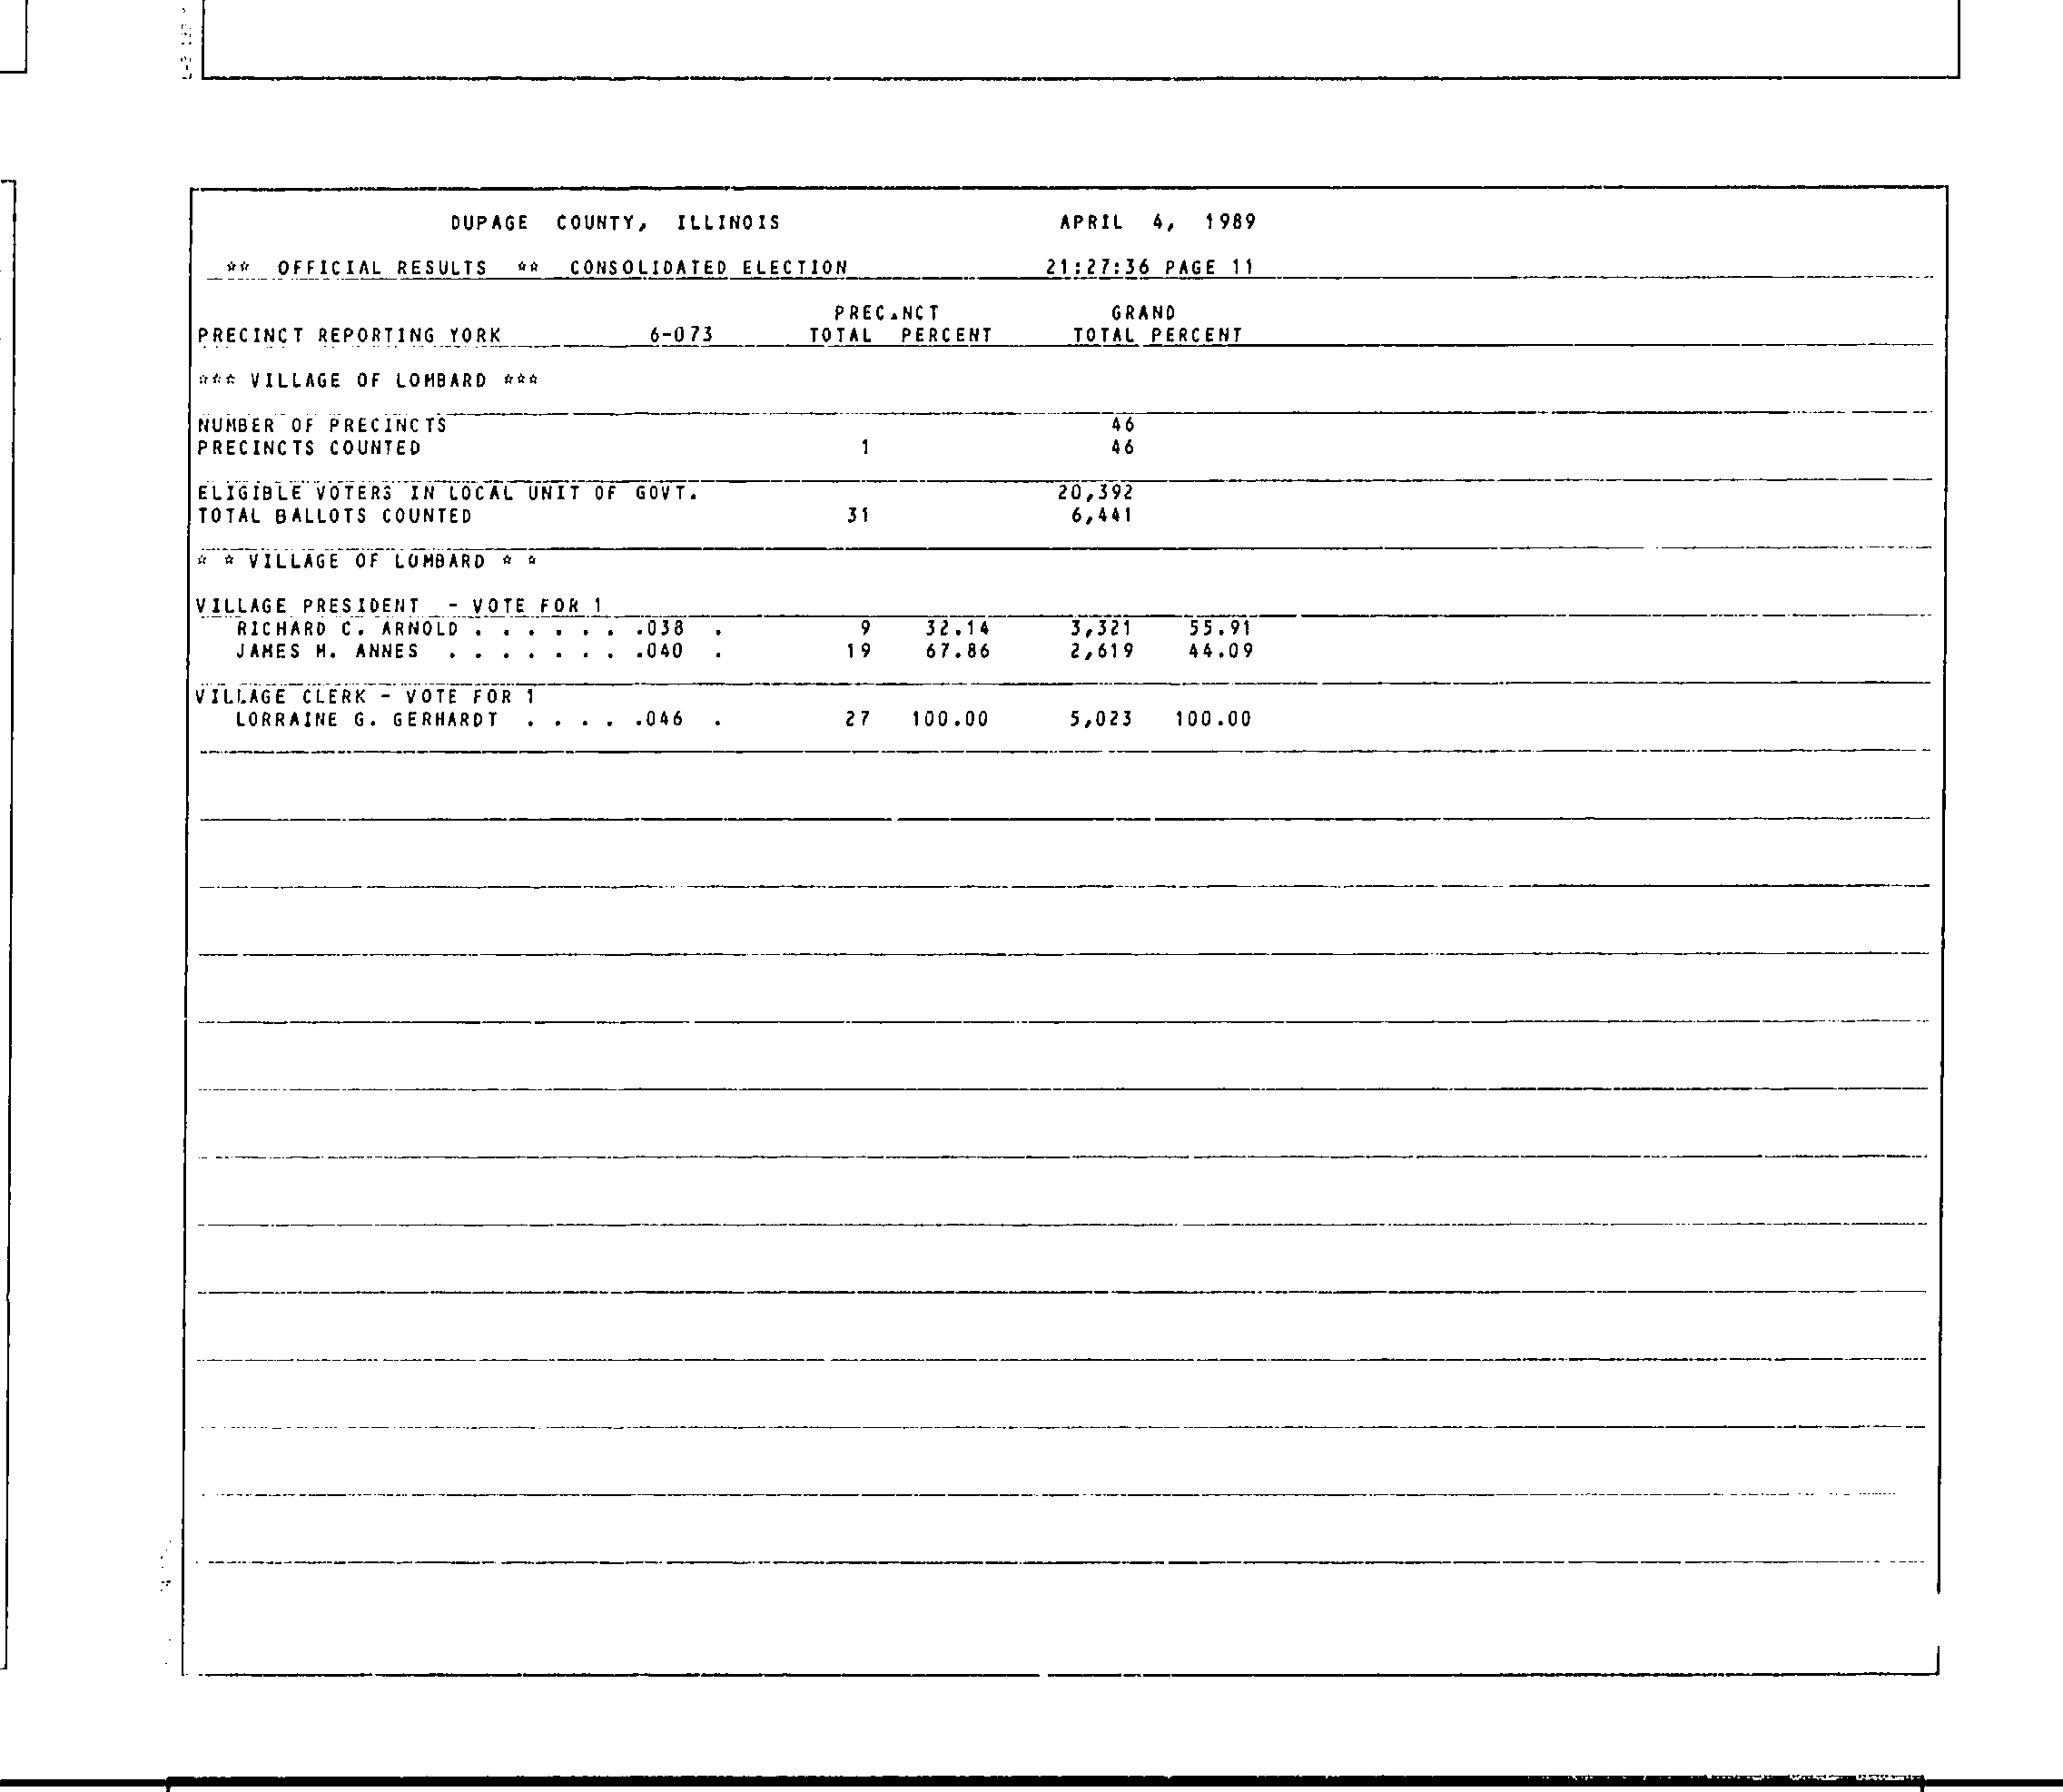 DUPAGE COUNTY, ILLINOIS APRIL 4, 1989
** OFFICIAL RESULTS ** CONSOLIDATED ELECTION 21:27:36 PAGE 11
PREC.NCT GRAND
PRECINCT REPORTING YORK 6-073 TOTAL PERCENT TOTAL PERCENT
*** VILLAGE OF LOMBARD ***
NUMBER OF PRECINCTS 46
PRECINCTS COUNTED 1 46
ELIGIBLE VOTERS IN LOCAL UNIT OF GOVT. 20,392
TOTAL BALLOTS COUNTED 31 6,441
* * VILLAGE OF LOMBARD * *
VILLAGE PRESIDENT - VOTE FOR 1
RICHARD C. ARNOLD . . . . . . .038 . 9 32.14 3,321 55.91
JAMES M. ANNES . . . . . . . .040 . 19 67.86 2,619 44.09
VILLAGE CLERK - VOTE FOR 1
LORRAINE G. GERHARDT . . . . .046 . 27 100.00 5,023 100.00